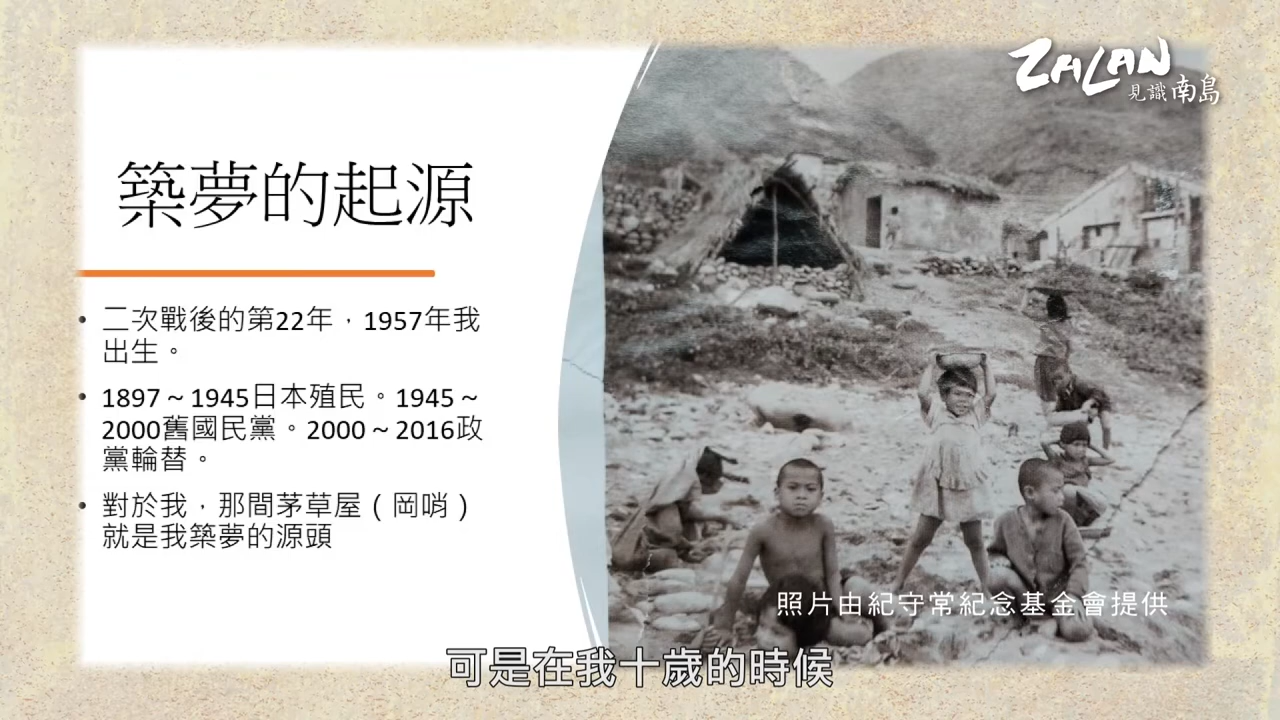 ZALAN
見識南島
築夢的起源
• 二次戰後的第22年，1957年我
出生。
• 1897～1945日本殖民。1945～
2000舊國民黨。2000～2016政
黨輪替。
• 對於我，那間茅草屋（岡哨）
就是我築夢的源頭
照片由紀守常紀念基金會提供
可是在我十歲的時候